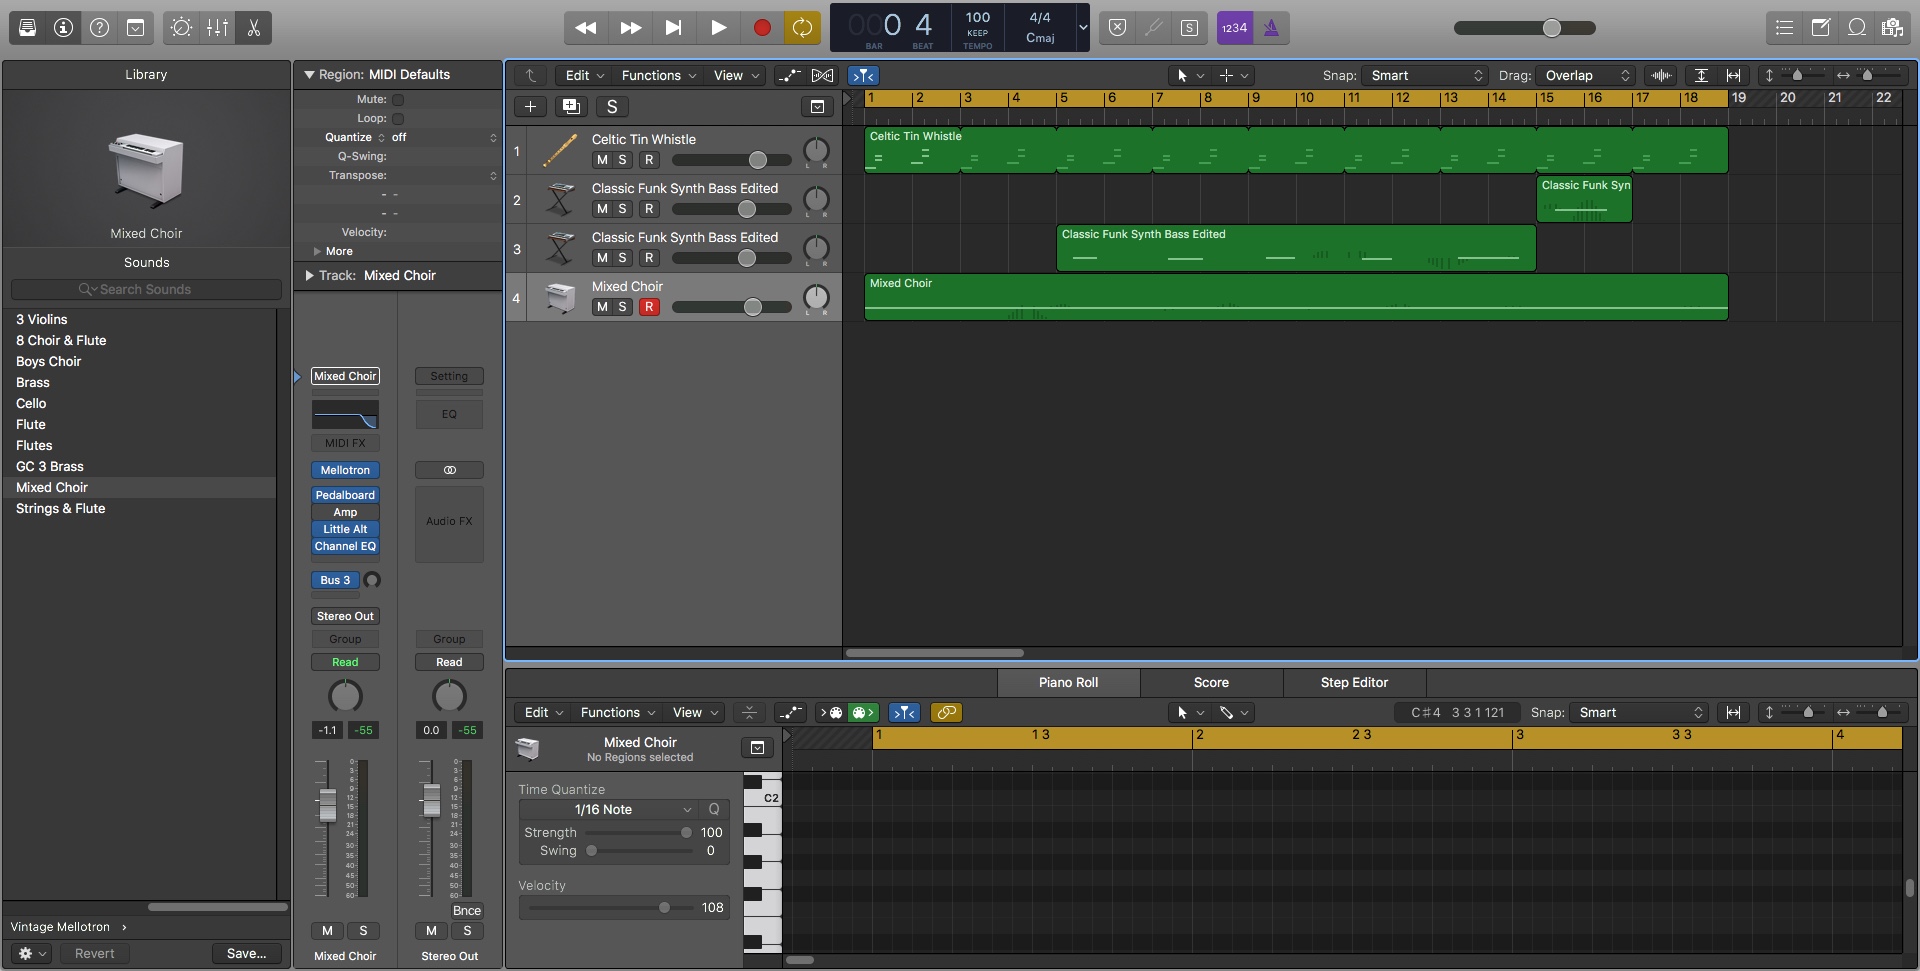 000 4
BAR BEAT
100
KEEP
TEMPO
4/4
Cmaj
S
1234
Library
Mixed Choir
Sounds
Search Sounds
3 Violins
8 Choir & Flute
Boys Choir
Brass
Cello
Flute
Flutes
GC 3 Brass
Mixed Choir
Strings & Flute
Vintage Mellotron >
Revert Save...
Region: MIDI Defaults
Mute:
Loop:
Quantize off
Q-Swing:
Transpose:
- -
- -
Velocity:
More
Track: Mixed Choir
Mixed Choir Setting
EQ
MIDI FX
Mellotron
Pedalboard
Amp
Little Alt
Channel EQ
Audio FX
Bus 3
Stereo Out
Group Group
Read Read
-1.1 -55 0.0 -55
Bnce
M S M S
Mixed Choir Stereo Out
Edit Functions View Snap: Smart Drag: Overlap
+ S
1 2 3 4 5 6 7 8 9 10 11 12 13 14 15 16 17 18 19 20 21 22
1 Celtic Tin Whistle
M S R L R
Celtic Tin Whistle
2 Classic Funk Synth Bass Edited
M S R L R
Classic Funk Syn
3 Classic Funk Synth Bass Edited
M S R L R
Classic Funk Synth Bass Edited
4 Mixed Choir
M S R L R
Mixed Choir
Piano Roll Score Step Editor
Edit Functions View C#4 3 3 1 121 Snap: Smart
Mixed Choir
No Regions selected
1 1 3 2 2 3 3 3 3 4
Time Quantize
1/16 Note Q
Strength 100
Swing 0
Velocity
108
C2